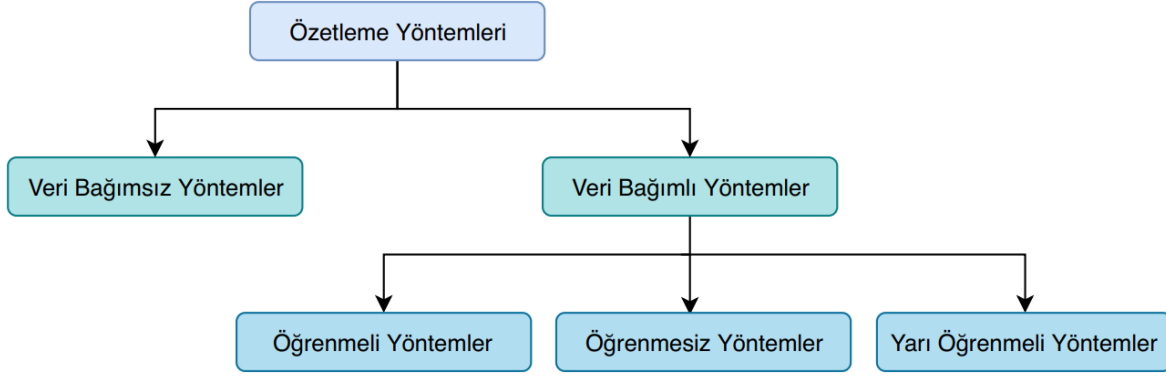 Özetleme Yöntemleri
Veri Bağımsız Yöntemler
Veri Bağımlı Yöntemler
Öğrenmeli Yöntemler
Öğrenmesiz Yöntemler
Yarı Öğrenmeli Yöntemler